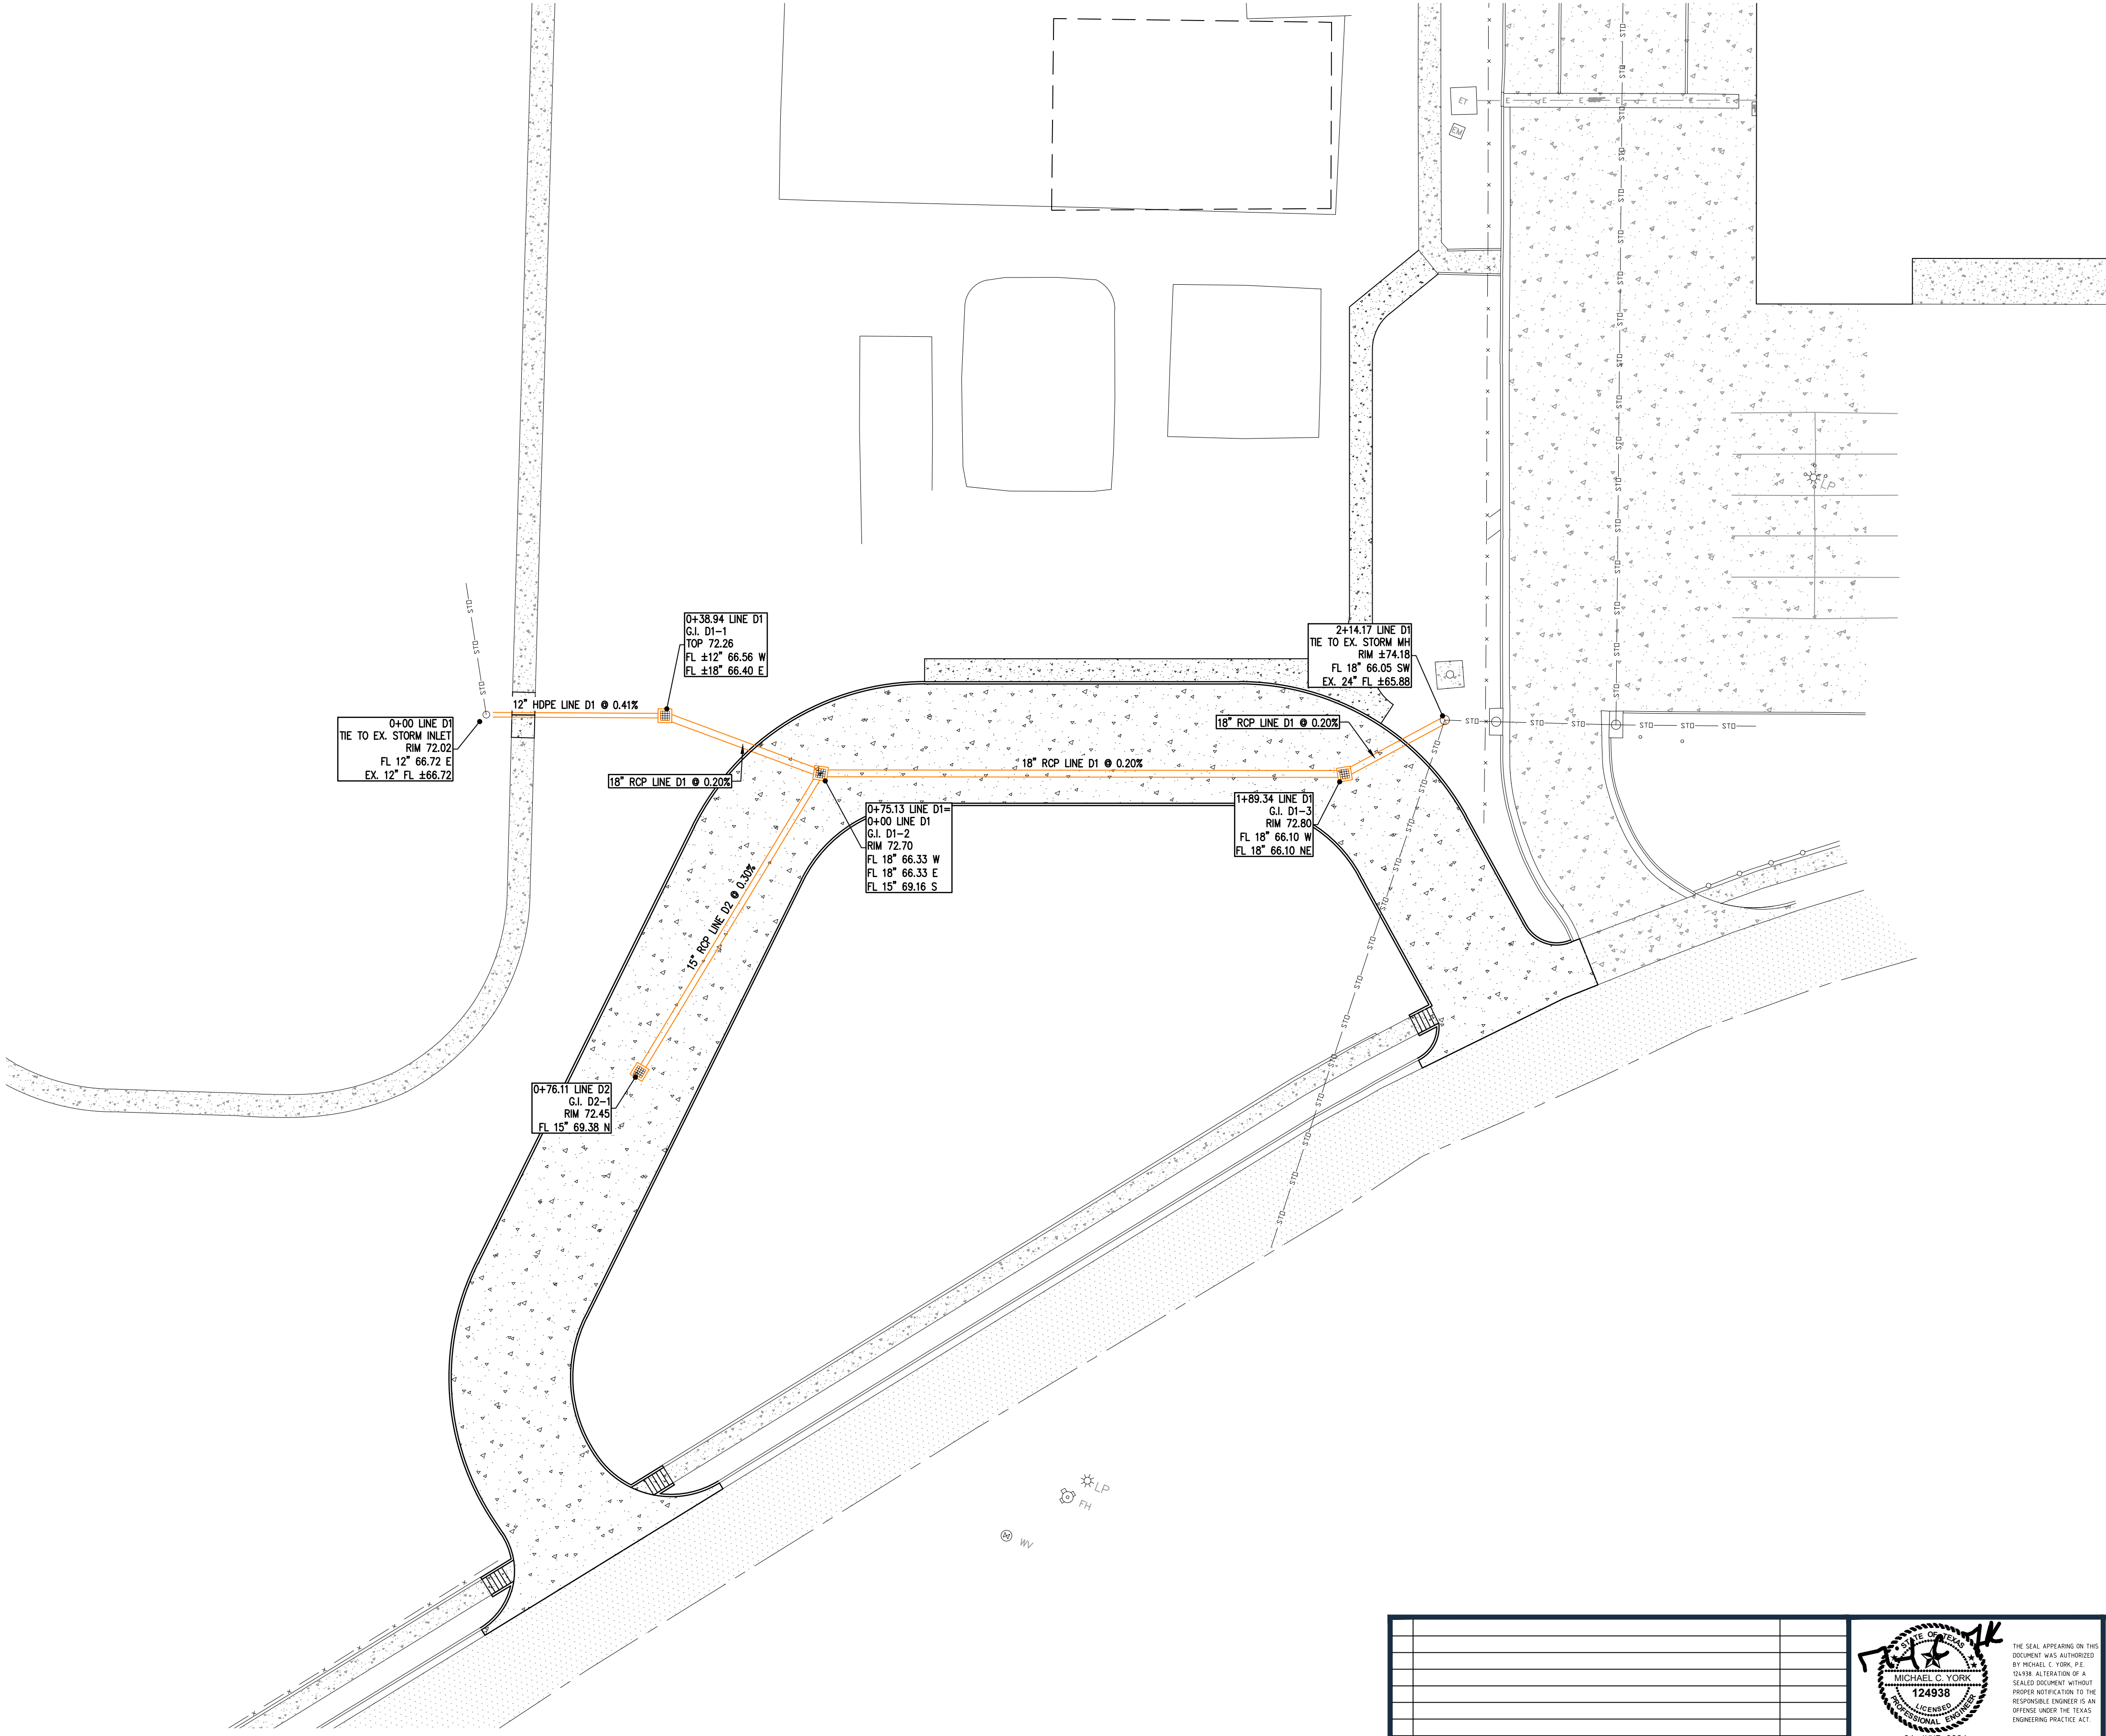 ET
EM
E E E E E E
STD
STD
STD
LP
0+38.94 LINE D1
G.I. D1-1
TOP 72.26
FL ±12" 66.56 W
FL ±18" 66.40 E
2+14.17 LINE D1
TIE TO EX. STORM MH
RIM ±74.18
FL 18" 66.05 SW
EX. 24" FL ±65.88
12" HDPE LINE D1 @ 0.41%
0+00 LINE D1
TIE TO EX. STORM INLET
RIM 72.02
FL 12" 66.72 E
EX. 12" FL ±66.72
18" RCP LINE D1 @ 0.20%
STD STD STD STD STD STD
18" RCP LINE D1 @ 0.20%
18" RCP LINE D1 @ 0.20%
0+75.13 LINE D1=
0+00 LINE D1
G.I. D1-2
RIM 72.70
FL 18" 66.33 W
FL 18" 66.33 E
FL 15" 69.16 S
1+89.34 LINE D1
G.I. D1-3
RIM 72.80
FL 18" 66.10 W
FL 18" 66.10 NE
15" RCP LINE D2 @ 0.30%
0+76.11 LINE D2
G.I. D2-1
RIM 72.45
FL 15" 69.38 N
LP
FH
WV
STATE OF TEXAS
MICHAEL C. YORK
124938
LICENSED
PROFESSIONAL ENGINEER
THE SEAL APPEARING ON THIS
DOCUMENT WAS AUTHORIZED
BY MICHAEL C. YORK, P.E.
124938. ALTERATION OF A
SEALED DOCUMENT WITHOUT
PROPER NOTIFICATION TO THE
RESPONSIBLE ENGINEER IS AN
OFFENSE UNDER THE TEXAS
ENGINEERING PRACTICE ACT.